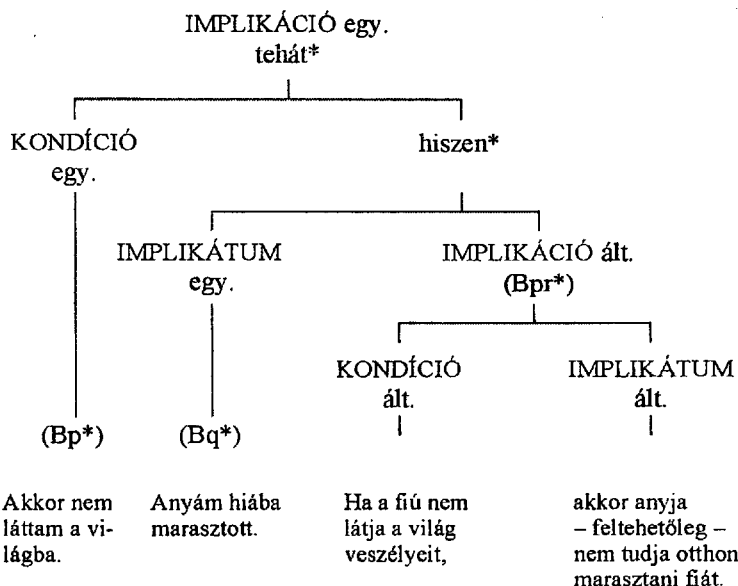 IMPLIKÁCIÓ egy.
tehát*
KONDÍCIÓ
egy.
hiszen*
IMPLIKÁTUM
egy.
IMPLIKÁCIÓ ált.
(Bpr*)
KONDÍCIÓ
ált.
IMPLIKÁTUM
ált.
(Bp*)
(Bq*)
Akkor nem
láttam a vi-
lágba.
Anyám hiába
marasztott.
Ha a fiú nem
látja a világ
veszélyeit,
akkor anyja
– feltehetőleg –
nem tudja otthon
marasztani fiát.